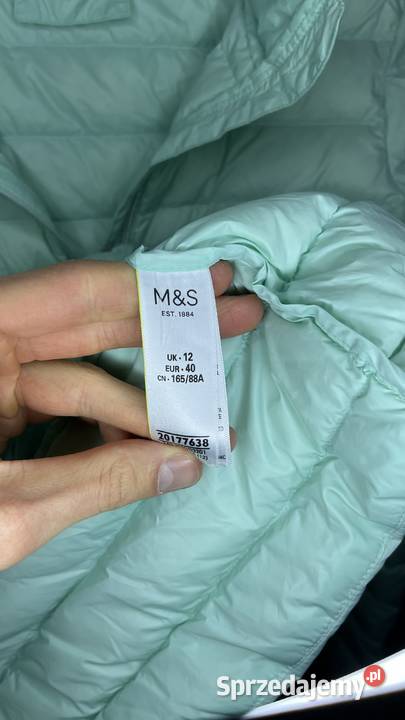 M&S
EST. 1884
UK • 12
EUR • 40
CN • 165/88A
20177638
Sprzedajemy.pl